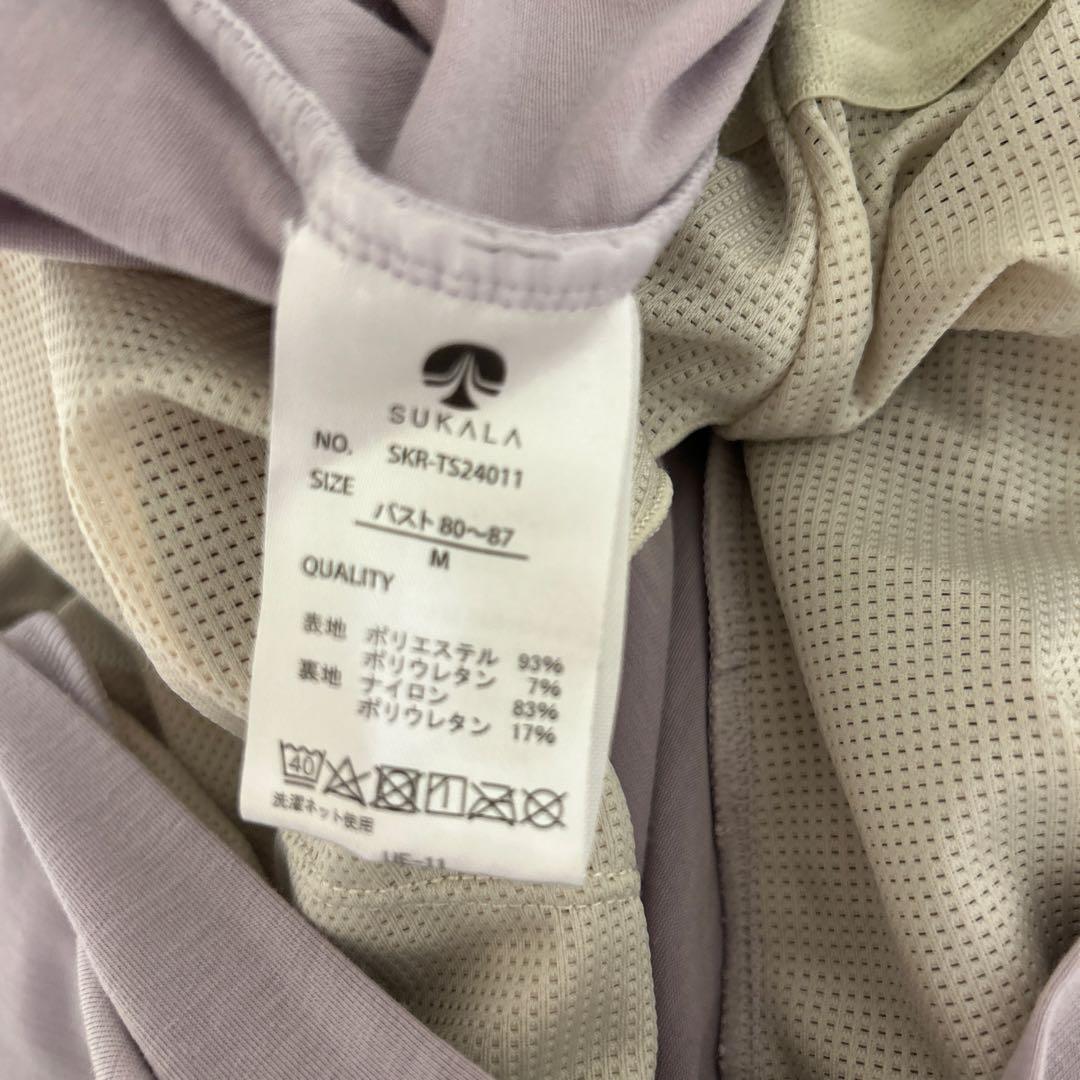 SUKALA
NO. SKR-TS24011
SIZE バスト80～87
M
QUALITY
表地 ポリエステル 93%
ポリウレタン 7%
裏地 ナイロン 83%
ポリウレタン 17%
40
洗濯ネット使用